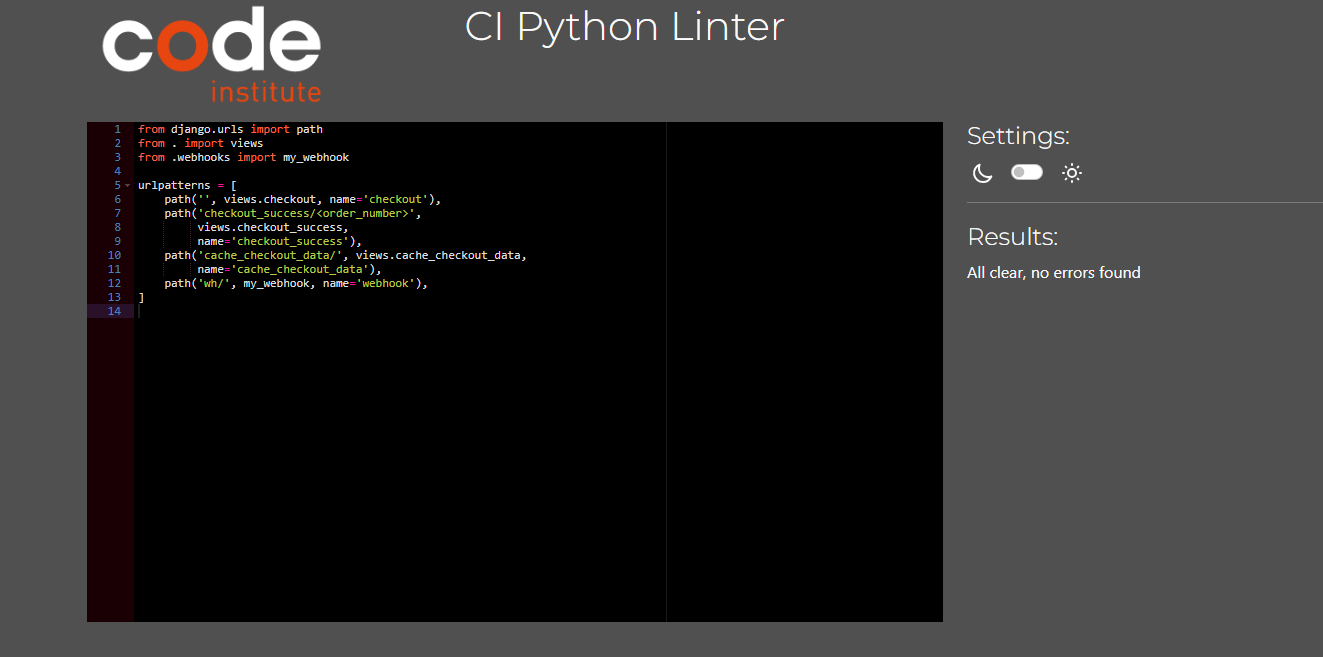 code
institute
CI Python Linter
1 from django.urls import path
2 from . import views
3 from .webhooks import my_webhook
4
5 urlpatterns = [
6     path('', views.checkout, name='checkout'),
7     path('checkout_success/<order_number>',
8          views.checkout_success,
9          name='checkout_success'),
10     path('cache_checkout_data/', views.cache_checkout_data,
11          name='cache_checkout_data'),
12     path('wh/', my_webhook, name='webhook'),
13 ]
14
Settings:
Results:
All clear, no errors found